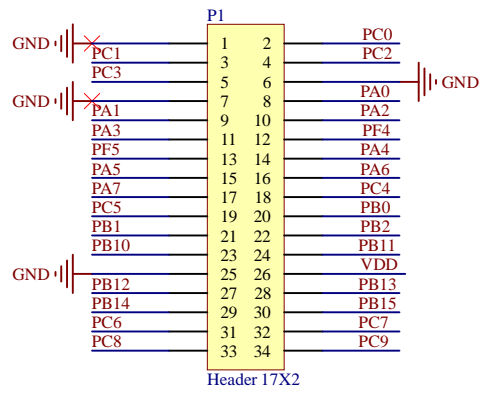 P1
GND 1 2 PC0
PC1 3 4 PC2
PC3 5 6 GND
GND 7 8 PA0
PA1 9 10 PA2
PA3 11 12 PF4
PF5 13 14 PA4
PA5 15 16 PA6
PA7 17 18 PC4
PC5 19 20 PB0
PB1 21 22 PB2
PB10 23 24 PB11
GND 25 26 VDD
PB12 27 28 PB13
PB14 29 30 PB15
PC6 31 32 PC7
PC8 33 34 PC9
Header 17X2